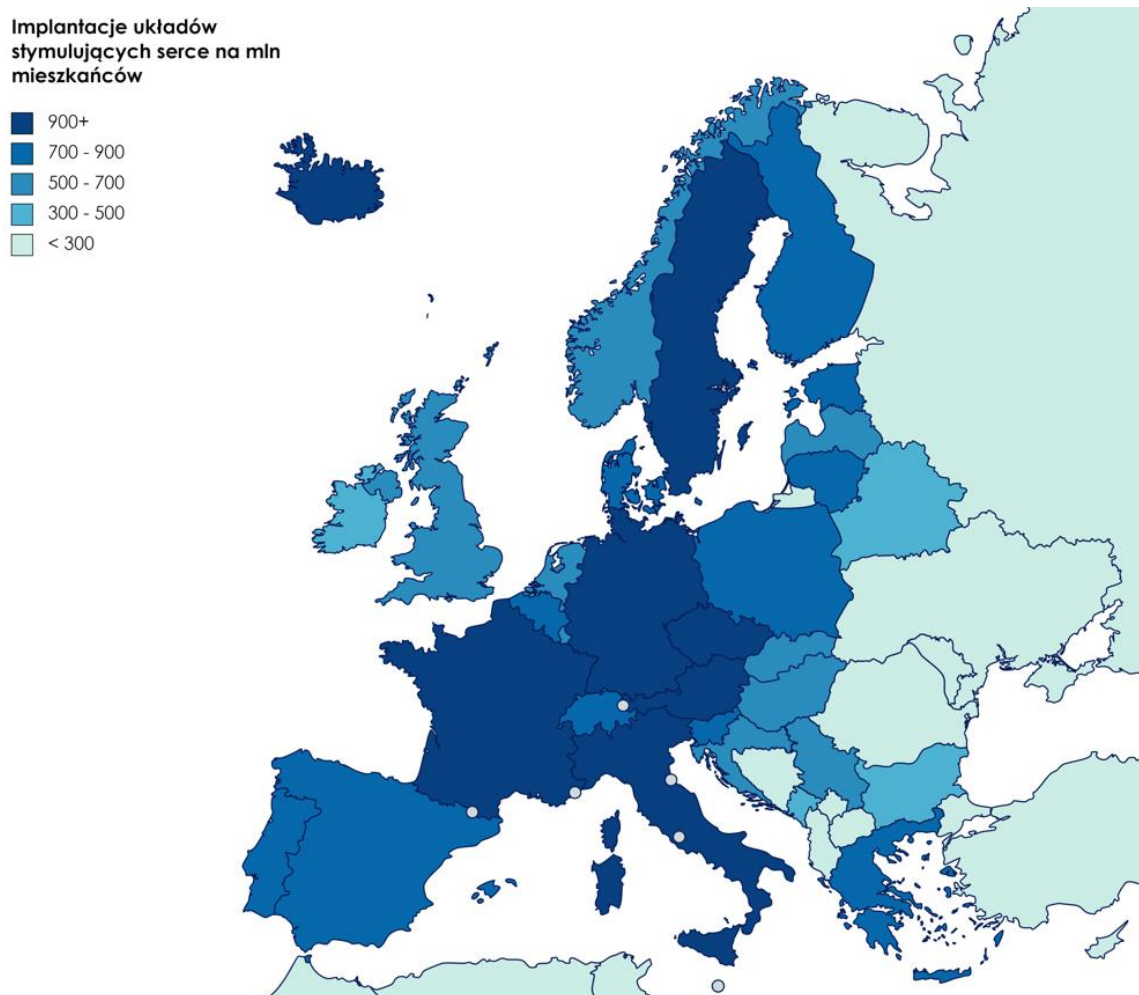 Implantacje układów
stymulujących serce na mln
mieszkańców
900+
700 - 900
500 - 700
300 - 500
< 300